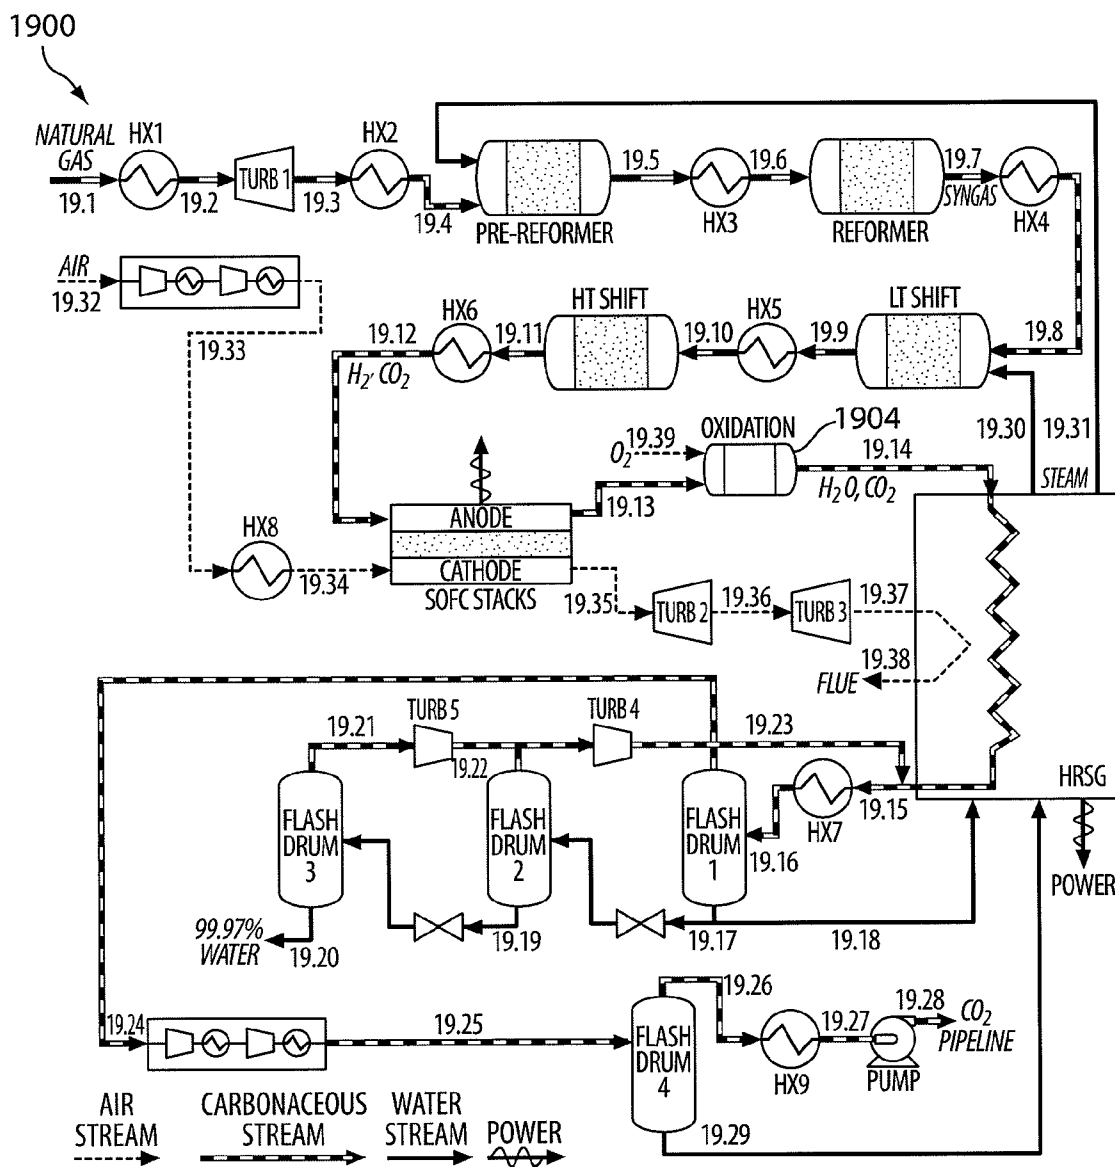 1900
NATURAL
GAS
HX1
HX2
TURB 1
19.1
19.2
19.3
19.4
PRE-REFORMER
19.5
HX3
19.6
REFORMER
19.7
SYNGAS
HX4
AIR
19.32
19.33
19.12
H₂, CO₂
HX6
19.11
HT SHIFT
19.10
HX5
19.9
LT SHIFT
19.8
19.30
19.31
STEAM
OXIDATION
1904
19.39
O₂
19.14
H₂O, CO₂
19.13
ANODE
CATHODE
SOFC STACKS
HX8
19.34
19.35
TURB 2
19.36
TURB 3
19.37
19.38
FLUE
HRSG
POWER
TURB 5
TURB 4
19.21
19.22
19.23
FLASH
DRUM
3
FLASH
DRUM
2
FLASH
DRUM
1
HX7
19.15
19.16
19.17
19.18
19.19
19.20
99.97%
WATER
19.24
19.25
FLASH
DRUM
4
19.26
HX9
19.27
PUMP
19.28
CO₂
PIPELINE
19.29
AIR
STREAM
CARBONACEOUS
STREAM
WATER
STREAM
POWER